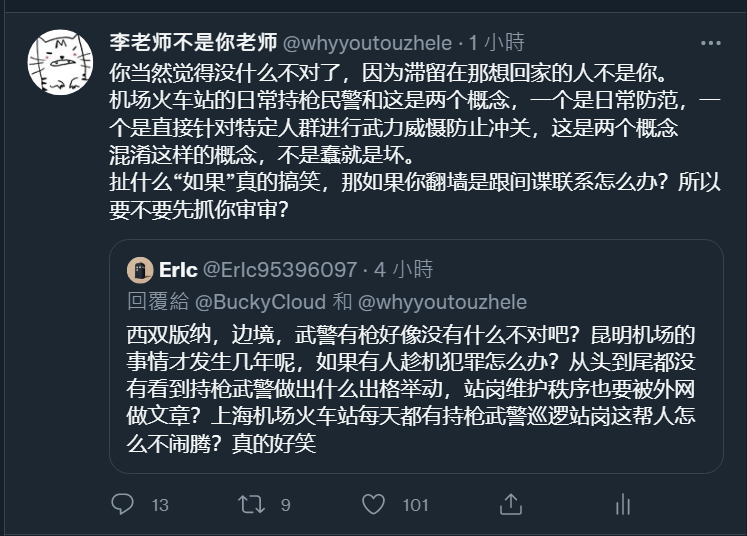 李老师不是你老师 @whyyoutouzhele · 1 小時
你当然觉得没什么不对了，因为滞留在那想回家的人不是你。
机场火车站的日常持枪民警和这是两个概念，一个是日常防范，一
个是直接针对特定人群进行武力威慑防止冲关，这是两个概念
混淆这样的概念，不是蠢就是坏。
扯什么“如果”真的搞笑，那如果你翻墙是跟间谍联系怎么办？所以
要不要先抓你审审？
ErIc @ErIc95396097 · 4 小時
回覆給 @BuckyCloud 和 @whyyoutouzhele
西双版纳，边境，武警有枪好像没有什么不对吧？昆明机场的
事情才发生几年呢，如果有人趁机犯罪怎么办？从头到尾都没
有看到持枪武警做出什么出格举动，站岗维护秩序也要被外网
做文章？上海机场火车站每天都有持枪武警巡逻站岗这帮人怎
么不闹腾？真的好笑
13 9 101